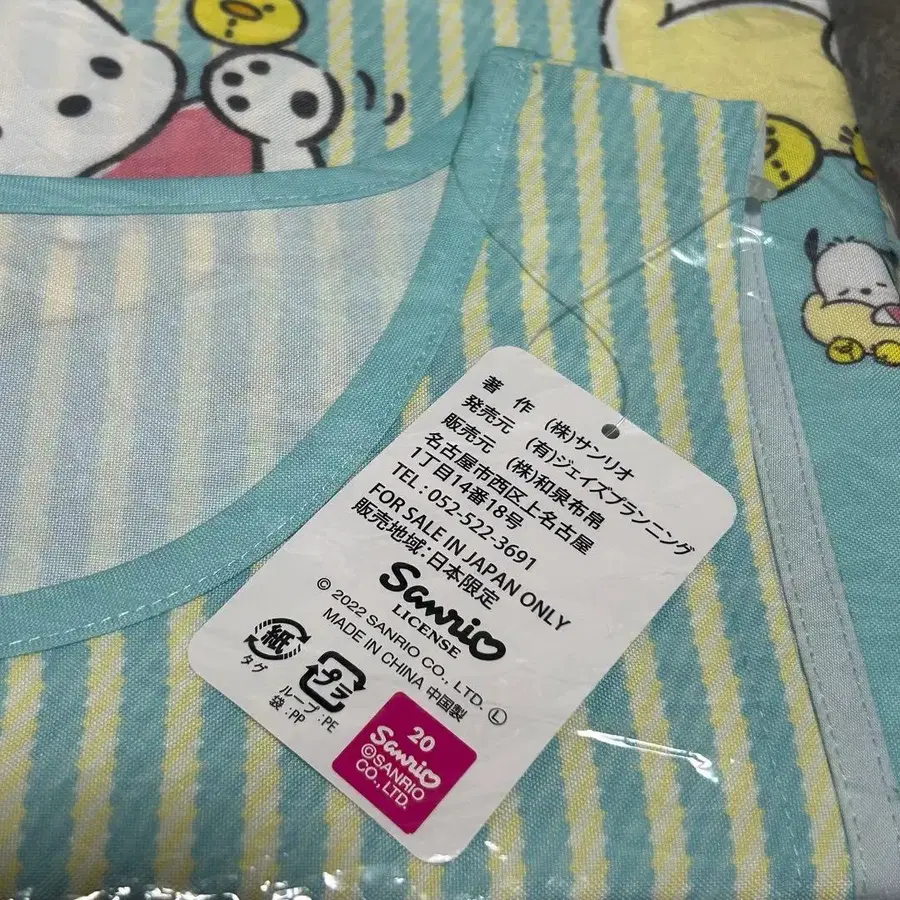 著　作　(株)サンリオ
発売元　(有)ジェイズプランニング
販売元　(株)和泉布帛
名古屋市西区上名古屋
1丁目14番18号
TEL:052-522-3691
FOR SALE IN JAPAN ONLY
販売地域:日本限定
Sanrio
LICENSE
© 2022 SANRIO CO., LTD.
MADE IN CHINA 中国製 Ⓛ
紙
タグ
プラ
ループ:PE
袋:PP
20
Sanrio
©SANRIO
CO., LTD.